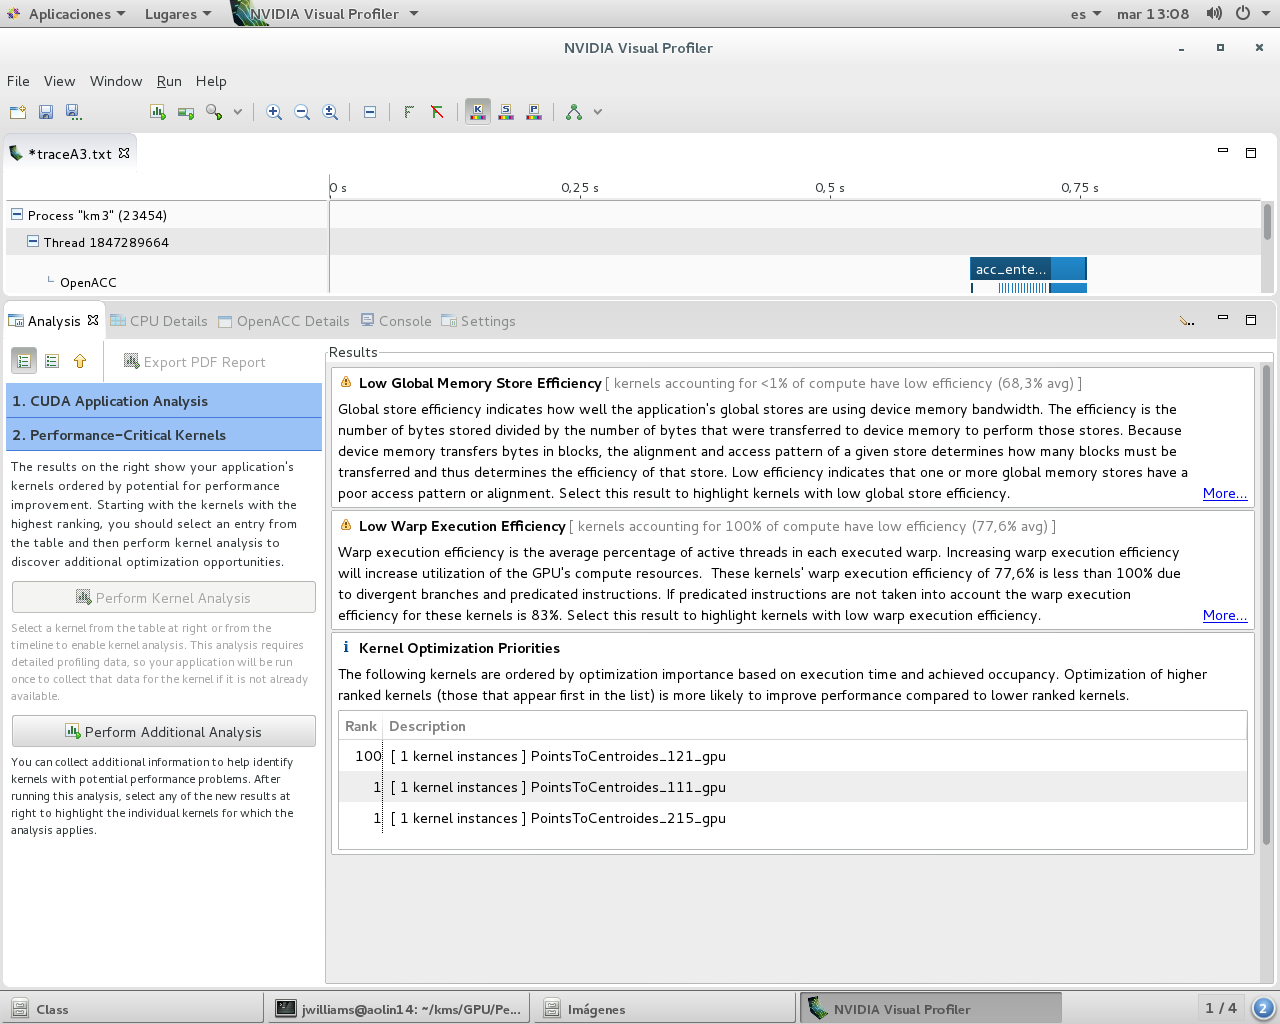 Aplicaciones Lugares NVIDIA Visual Profiler es mar 13:08
NVIDIA Visual Profiler
File View Window Run Help
K S P
*traceA3.txt
0 s 0,25 s 0,5 s 0,75 s
Process "km3" (23454)
Thread 1847289664
OpenACC
acc_ente...
Analysis CPU Details OpenACC Details Console Settings
Export PDF Report
1. CUDA Application Analysis
2. Performance-Critical Kernels
The results on the right show your application's
kernels ordered by potential for performance
improvement. Starting with the kernels with the
highest ranking, you should select an entry from
the table and then perform kernel analysis to
discover additional optimization opportunities.
Perform Kernel Analysis
Select a kernel from the table at right or from the
timeline to enable kernel analysis. This analysis requires
detailed profiling data, so your application will be run
once to collect that data for the kernel if it is not already
available.
Perform Additional Analysis
You can collect additional information to help identify
kernels with potential performance problems. After
running this analysis, select any of the new results at
right to highlight the individual kernels for which the
analysis applies.
Results
Low Global Memory Store Efficiency [ kernels accounting for <1% of compute have low efficiency (68,3% avg) ]
Global store efficiency indicates how well the application's global stores are using device memory bandwidth. The efficiency is the
number of bytes stored divided by the number of bytes that were transferred to device memory to perform those stores. Because
device memory transfers bytes in blocks, the alignment and access pattern of a given store determines how many blocks must be
transferred and thus determines the efficiency of that store. Low efficiency indicates that one or more global memory stores have a
poor access pattern or alignment. Select this result to highlight kernels with low global store efficiency. More...
Low Warp Execution Efficiency [ kernels accounting for 100% of compute have low efficiency (77,6% avg) ]
Warp execution efficiency is the average percentage of active threads in each executed warp. Increasing warp execution efficiency
will increase utilization of the GPU's compute resources. These kernels' warp execution efficiency of 77,6% is less than 100% due
to divergent branches and predicated instructions. If predicated instructions are not taken into account the warp execution
efficiency for these kernels is 83%. Select this result to highlight kernels with low warp execution efficiency. More...
Kernel Optimization Priorities
The following kernels are ordered by optimization importance based on execution time and achieved occupancy. Optimization of higher
ranked kernels (those that appear first in the list) is more likely to improve performance compared to lower ranked kernels.
Rank Description
100 [ 1 kernel instances ] PointsToCentroides_121_gpu
1 [ 1 kernel instances ] PointsToCentroides_111_gpu
1 [ 1 kernel instances ] PointsToCentroides_215_gpu
Class jwilliams@aolin14: ~/kms/GPU/Pe... Imágenes NVIDIA Visual Profiler 1 / 4 2